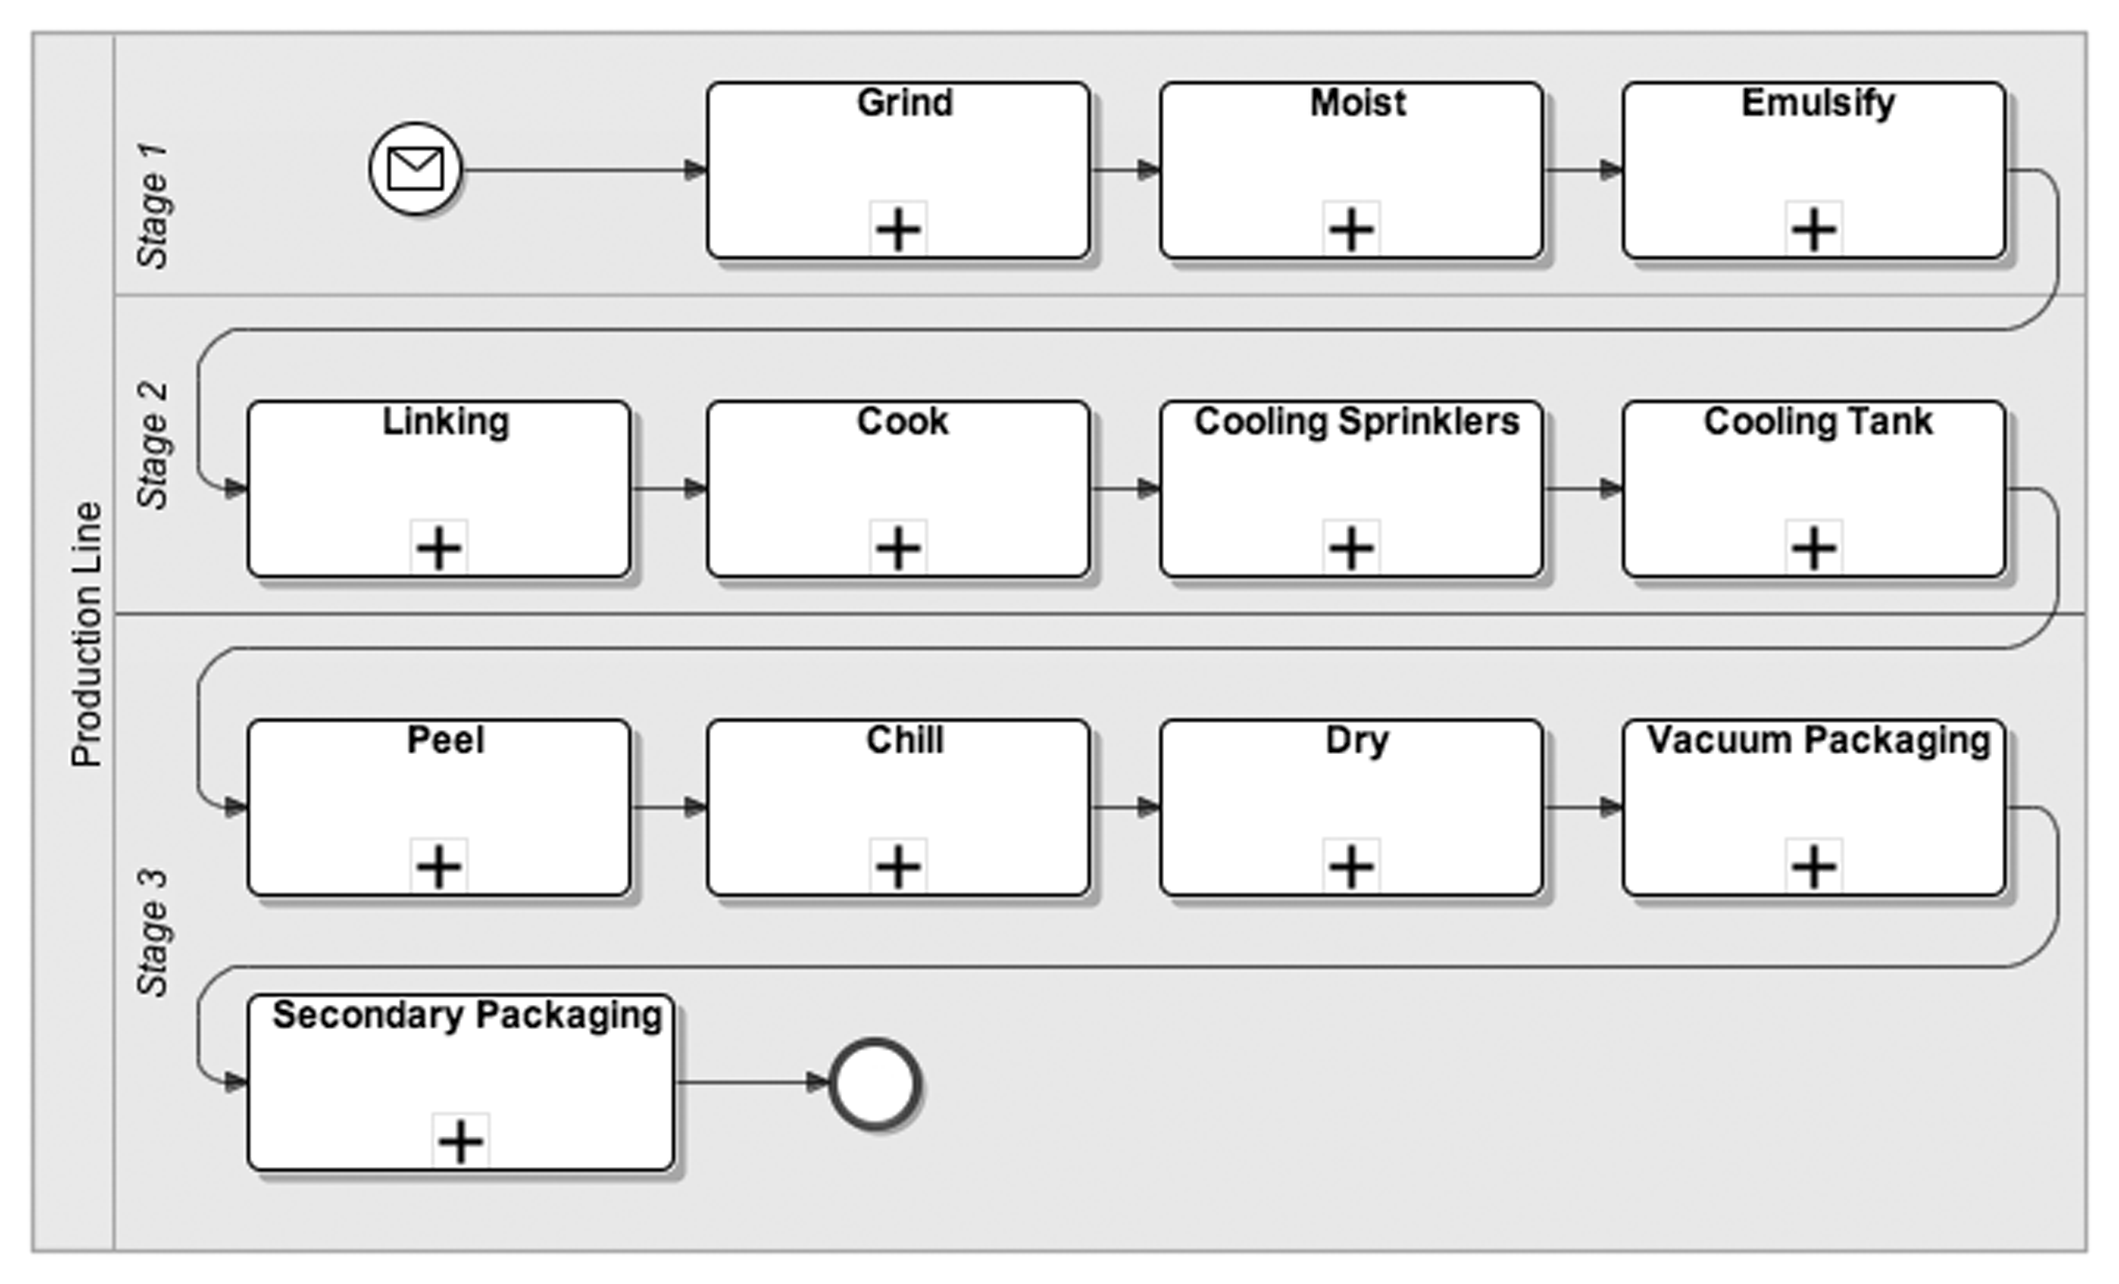 Production Line
Stage 1
Grind
Moist
Emulsify
Stage 2
Linking
Cook
Cooling Sprinklers
Cooling Tank
Stage 3
Peel
Chill
Dry
Vacuum Packaging
Secondary Packaging